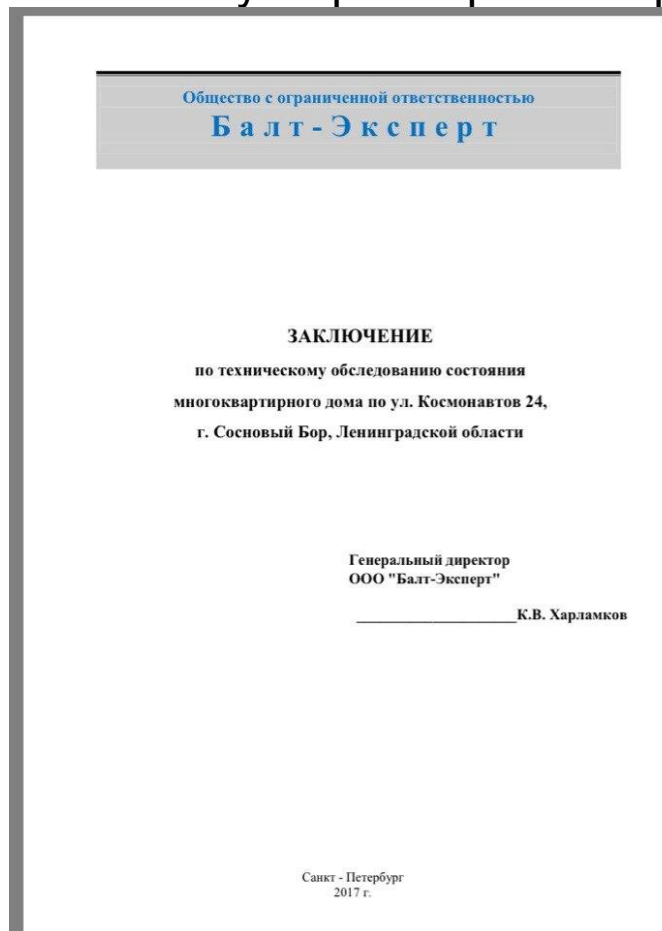 Общество с ограниченной ответственностью
Балт-Эксперт
ЗАКЛЮЧЕНИЕ
по техническому обследованию состояния
многоквартирного дома по ул. Космонавтов 24,
г. Сосновый Бор, Ленинградской области
Генеральный директор
ООО "Балт-Эксперт"
____________________К.В. Харламков
Санкт - Петербург
2017 г.